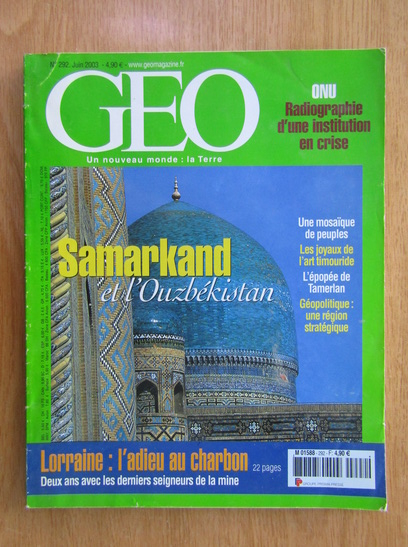 N° 292. Juin 2003 - 4,90 € - www.geomagazine.fr
GEO
Un nouveau monde : la Terre
ONU
Radiographie
d'une institution
en crise
Samarkand
et l'Ouzbékistan
Une mosaïque
de peuples
Les joyaux de
l'art timouride
L'épopée de
Tamerlan
Géopolitique :
une région
stratégique
Lorraine : l'adieu au charbon
22 pages
Deux ans avec les derniers seigneurs de la mine
M 01588 - 292 - F: 4,90 €